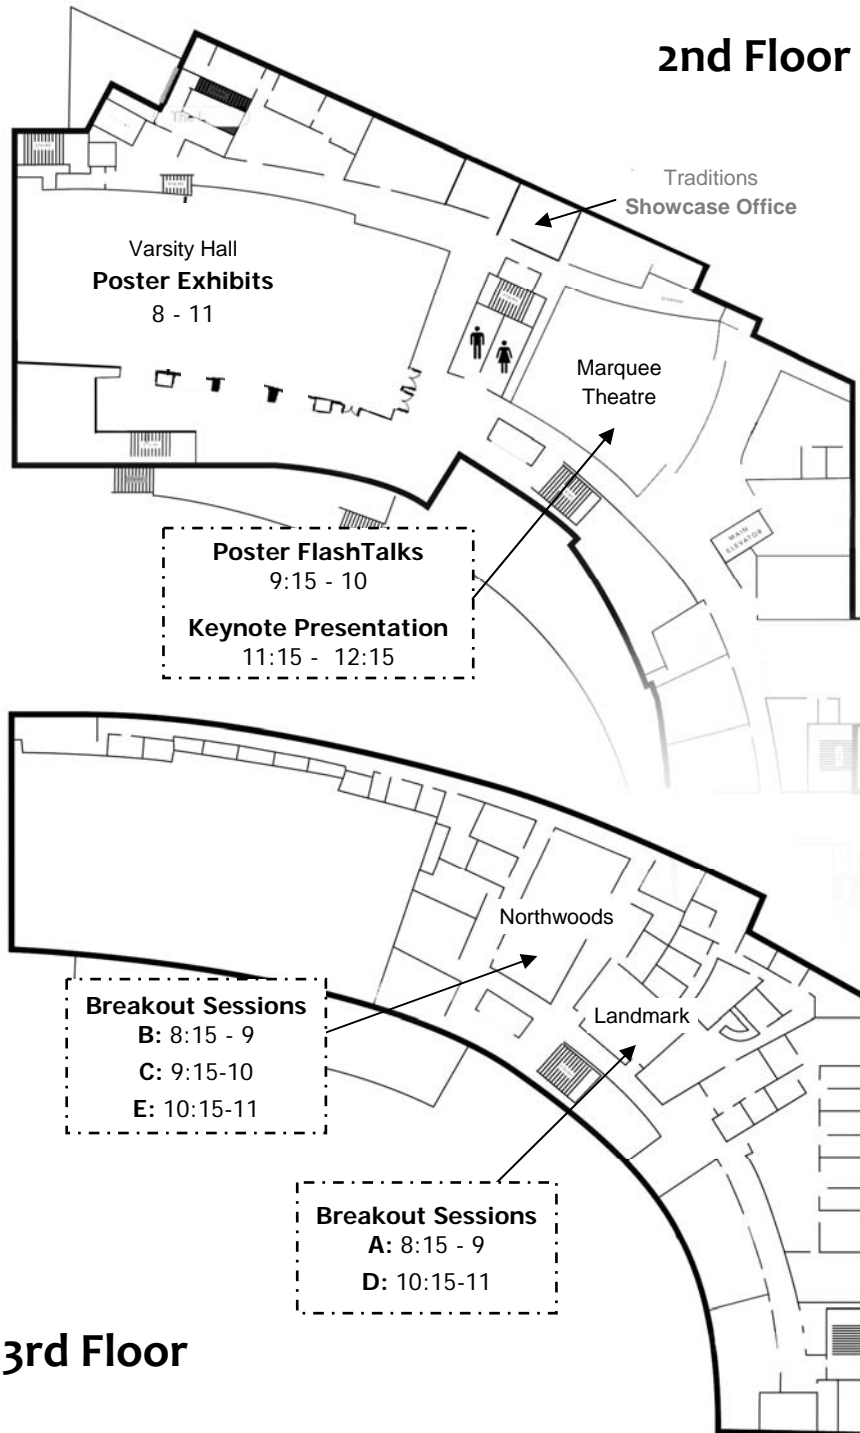 2nd Floor
Traditions
Showcase Office
Varsity Hall
Poster Exhibits
8 - 11
Marquee
Theatre
MAIN
ELEVATOR
Poster FlashTalks
9:15 - 10
Keynote Presentation
11:15 - 12:15
Northwoods
Landmark
Breakout Sessions
B: 8:15 - 9
C: 9:15-10
E: 10:15-11
Breakout Sessions
A: 8:15 - 9
D: 10:15-11
3rd Floor